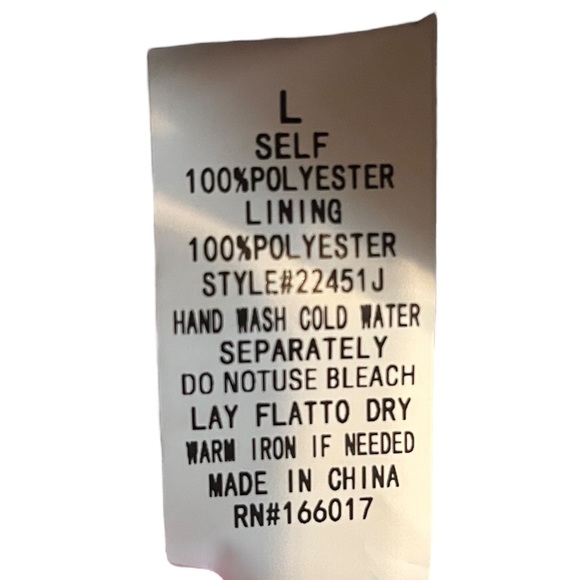 L
SELF
100%POLYESTER
LINING
100%POLYESTER
STYLE#22451J
HAND WASH COLD WATER
SEPARATELY
DO NOTUSE BLEACH
LAY FLATTO DRY
WARM IRON IF NEEDED
MADE IN CHINA
RN#166017